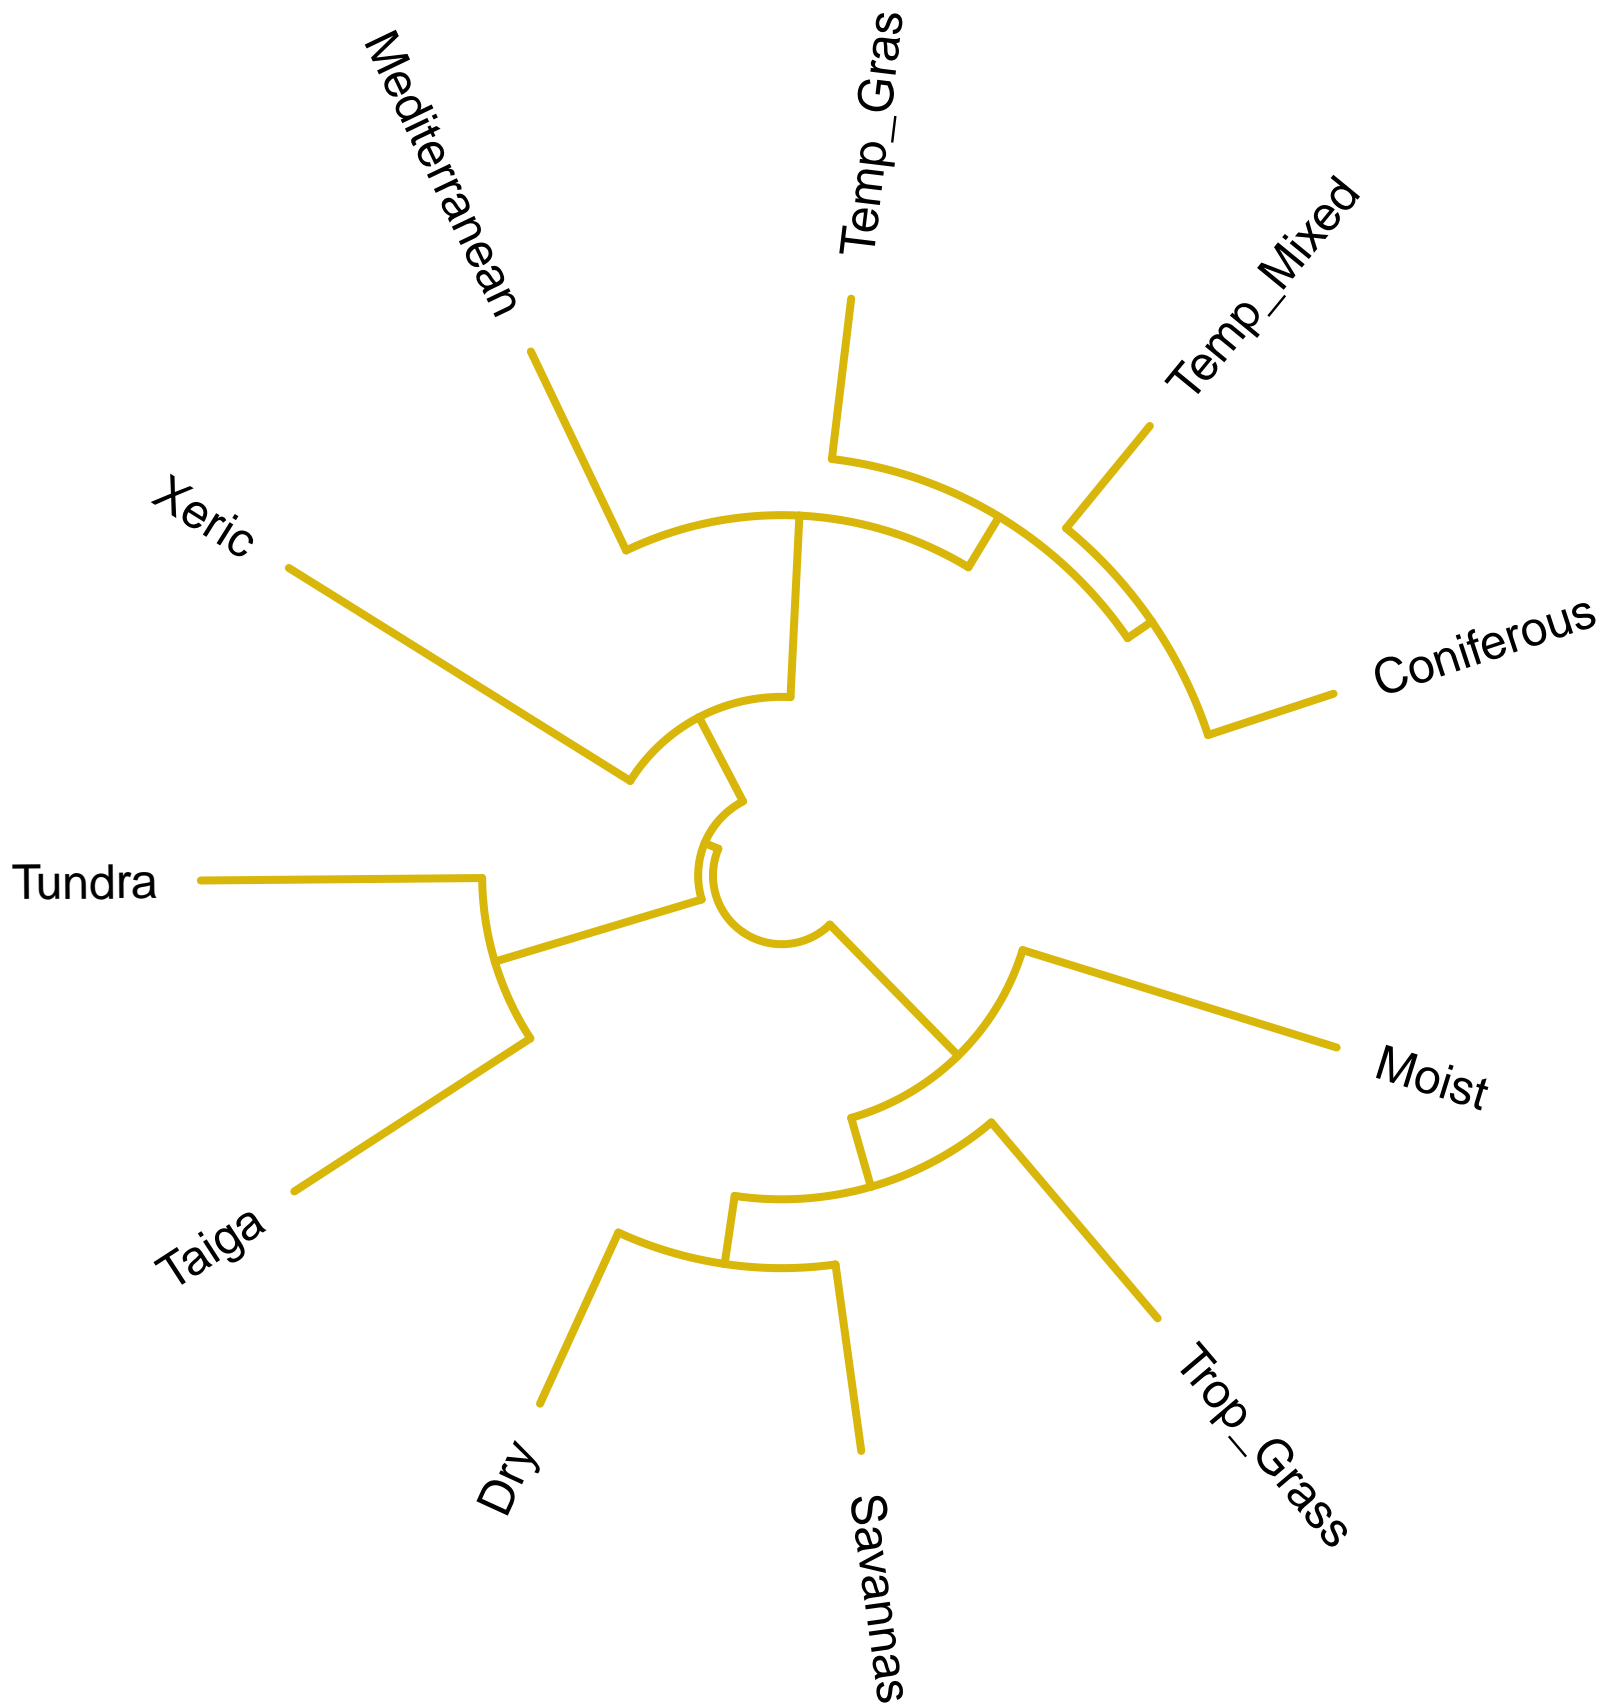 Mediterranean
Temp_Gras
Temp_Mixed
Xeric
Coniferous
Tundra
Moist
Taiga
Trop_Grass
Dry
Savannas